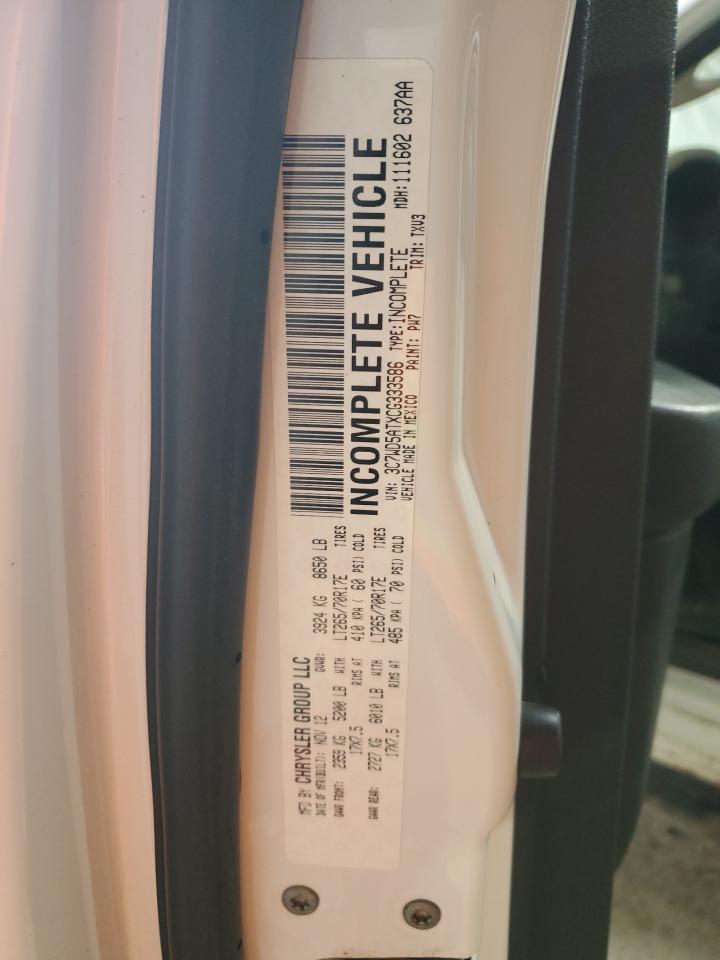 MFD BY CHRYSLER GROUP LLC
DATE OF MFR(BUILT): NOV 12 GVWR: 3924 KG 8650 LB
GAWR FRONT: 2359 KG 5200 LB WITH LT265/70R17E TIRES
17X7.5 RIMS AT 410 KPA ( 60 PSI) COLD
GAWR REAR: 2727 KG 6010 LB WITH LT265/70R17E TIRES
17X7.5 RIMS AT 485 KPA ( 70 PSI) COLD
INCOMPLETE VEHICLE
VIN: 3C7WD5ATXCG333586 TYPE:INCOMPLETE MDH:111602 637AA
VEHICLE MADE IN MEXICO PAINT: PW7 TRIM: TXV3